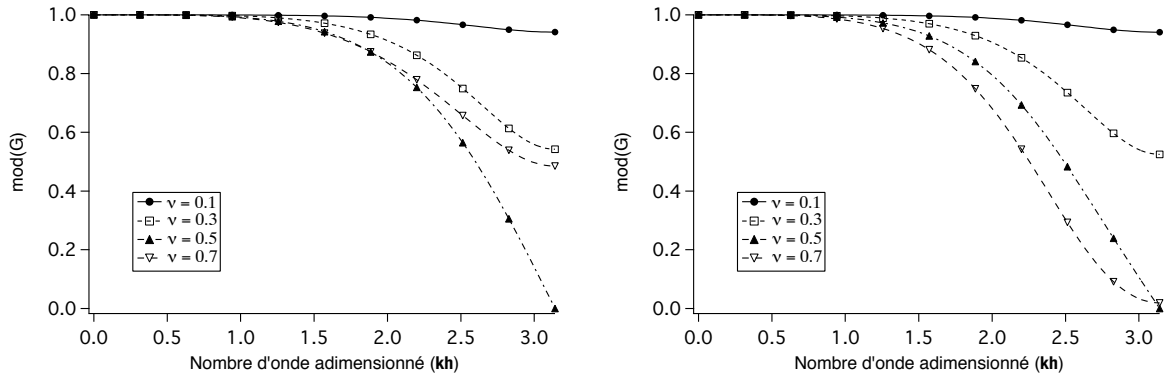 1.0
0.8
0.6
0.4
0.2
0.0
mod(G)
ν = 0.1
ν = 0.3
ν = 0.5
ν = 0.7
0.0 0.5 1.0 1.5 2.0 2.5 3.0
Nombre d'onde adimensionné (kh)
1.0
0.8
0.6
0.4
0.2
0.0
mod(G)
ν = 0.1
ν = 0.3
ν = 0.5
ν = 0.7
0.0 0.5 1.0 1.5 2.0 2.5 3.0
Nombre d'onde adimensionné (kh)